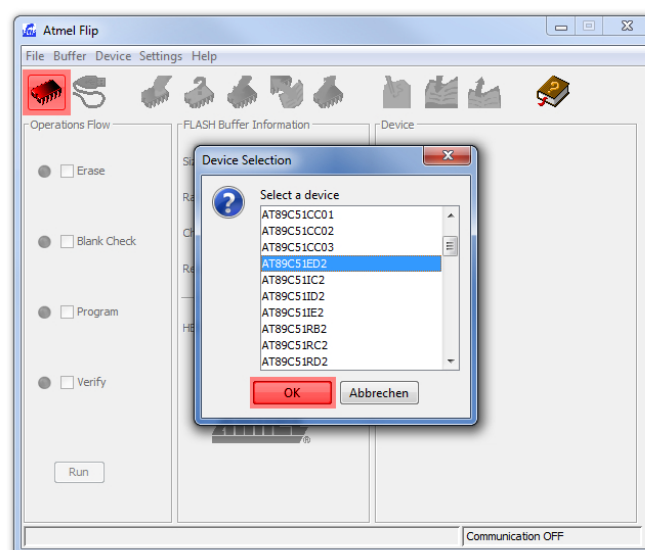 Atmel Flip
File Buffer Device Settings Help
Operations Flow
FLASH Buffer Information
Device
Erase
Blank Check
Program
Verify
Run
Device Selection
Select a device
AT89C51CC01
AT89C51CC02
AT89C51CC03
AT89C51ED2
AT89C51IC2
AT89C51ID2
AT89C51IE2
AT89C51RB2
AT89C51RC2
AT89C51RD2
OK Abbrechen
Communication OFF